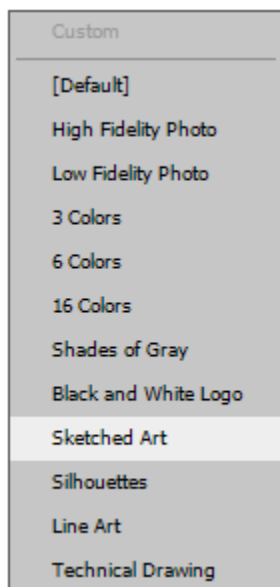 Custom
[Default]
High Fidelity Photo
Low Fidelity Photo
3 Colors
6 Colors
16 Colors
Shades of Gray
Black and White Logo
Sketched Art
Silhouettes
Line Art
Technical Drawing